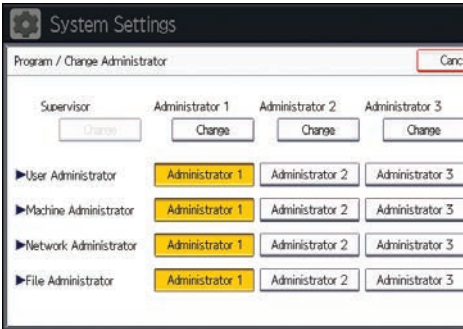 System Settings
Program / Change Administrator
Canc
Supervisor Administrator 1 Administrator 2 Administrator 3
Change Change Change Change
►User Administrator Administrator 1 Administrator 2 Administrator 3
►Machine Administrator Administrator 1 Administrator 2 Administrator 3
►Network Administrator Administrator 1 Administrator 2 Administrator 3
►File Administrator Administrator 1 Administrator 2 Administrator 3